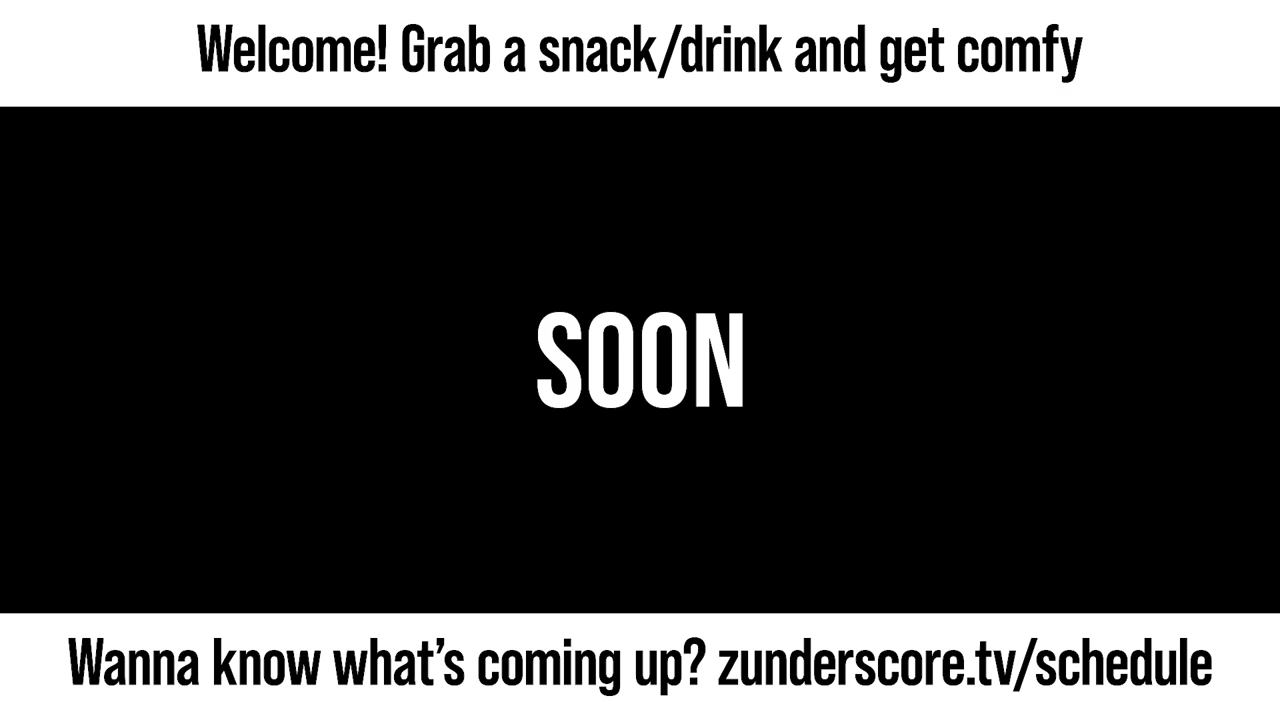 Welcome! Grab a snack/drink and get comfy
SOON
Wanna know what’s coming up? zunderscore.tv/schedule